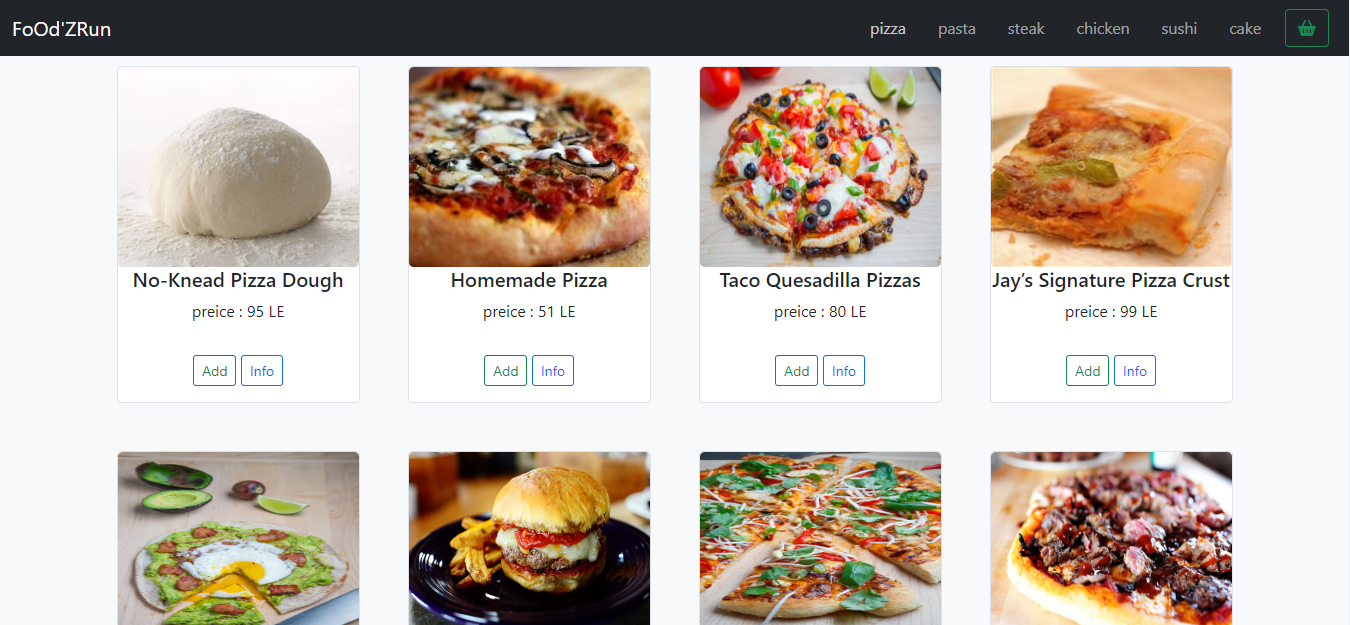 FoOd'ZRun
pizza pasta steak chicken sushi cake
No-Knead Pizza Dough
preice : 95 LE
Add Info
Homemade Pizza
preice : 51 LE
Add Info
Taco Quesadilla Pizzas
preice : 80 LE
Add Info
Jay’s Signature Pizza Crust
preice : 99 LE
Add Info